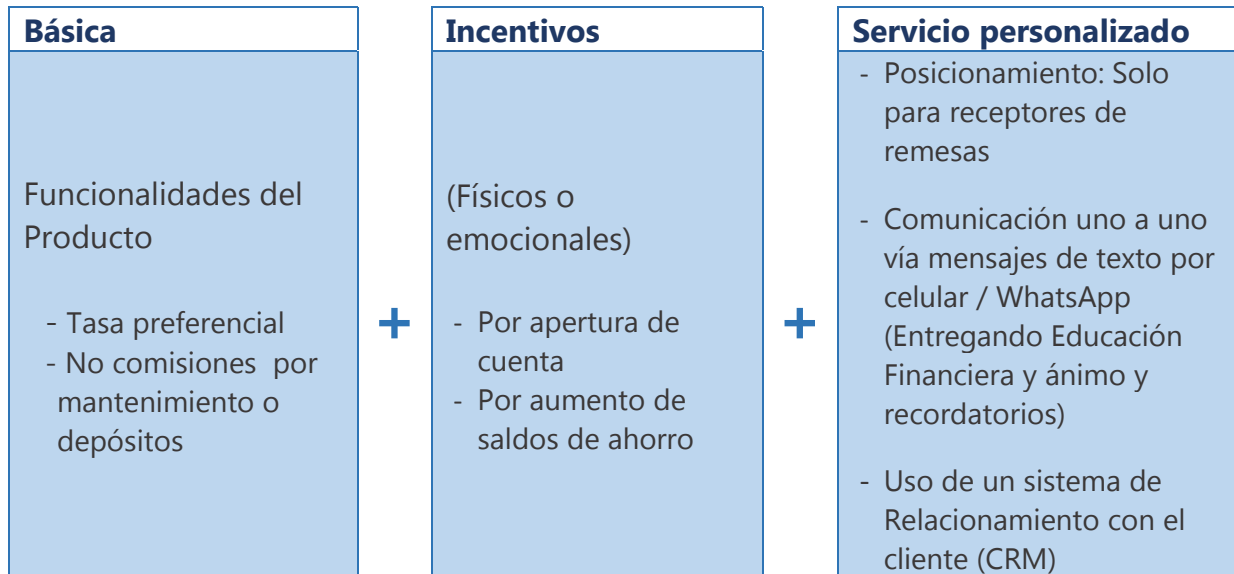 Básica
Funcionalidades del
Producto
- Tasa preferencial
- No comisiones por
mantenimiento o
depósitos
+
Incentivos
(Físicos o
emocionales)
- Por apertura de
cuenta
- Por aumento de
saldos de ahorro
+
Servicio personalizado
- Posicionamiento: Solo
para receptores de
remesas
- Comunicación uno a uno
vía mensajes de texto por
celular / WhatsApp
(Entregando Educación
Financiera y ánimo y
recordatorios)
- Uso de un sistema de
Relacionamiento con el
cliente (CRM)